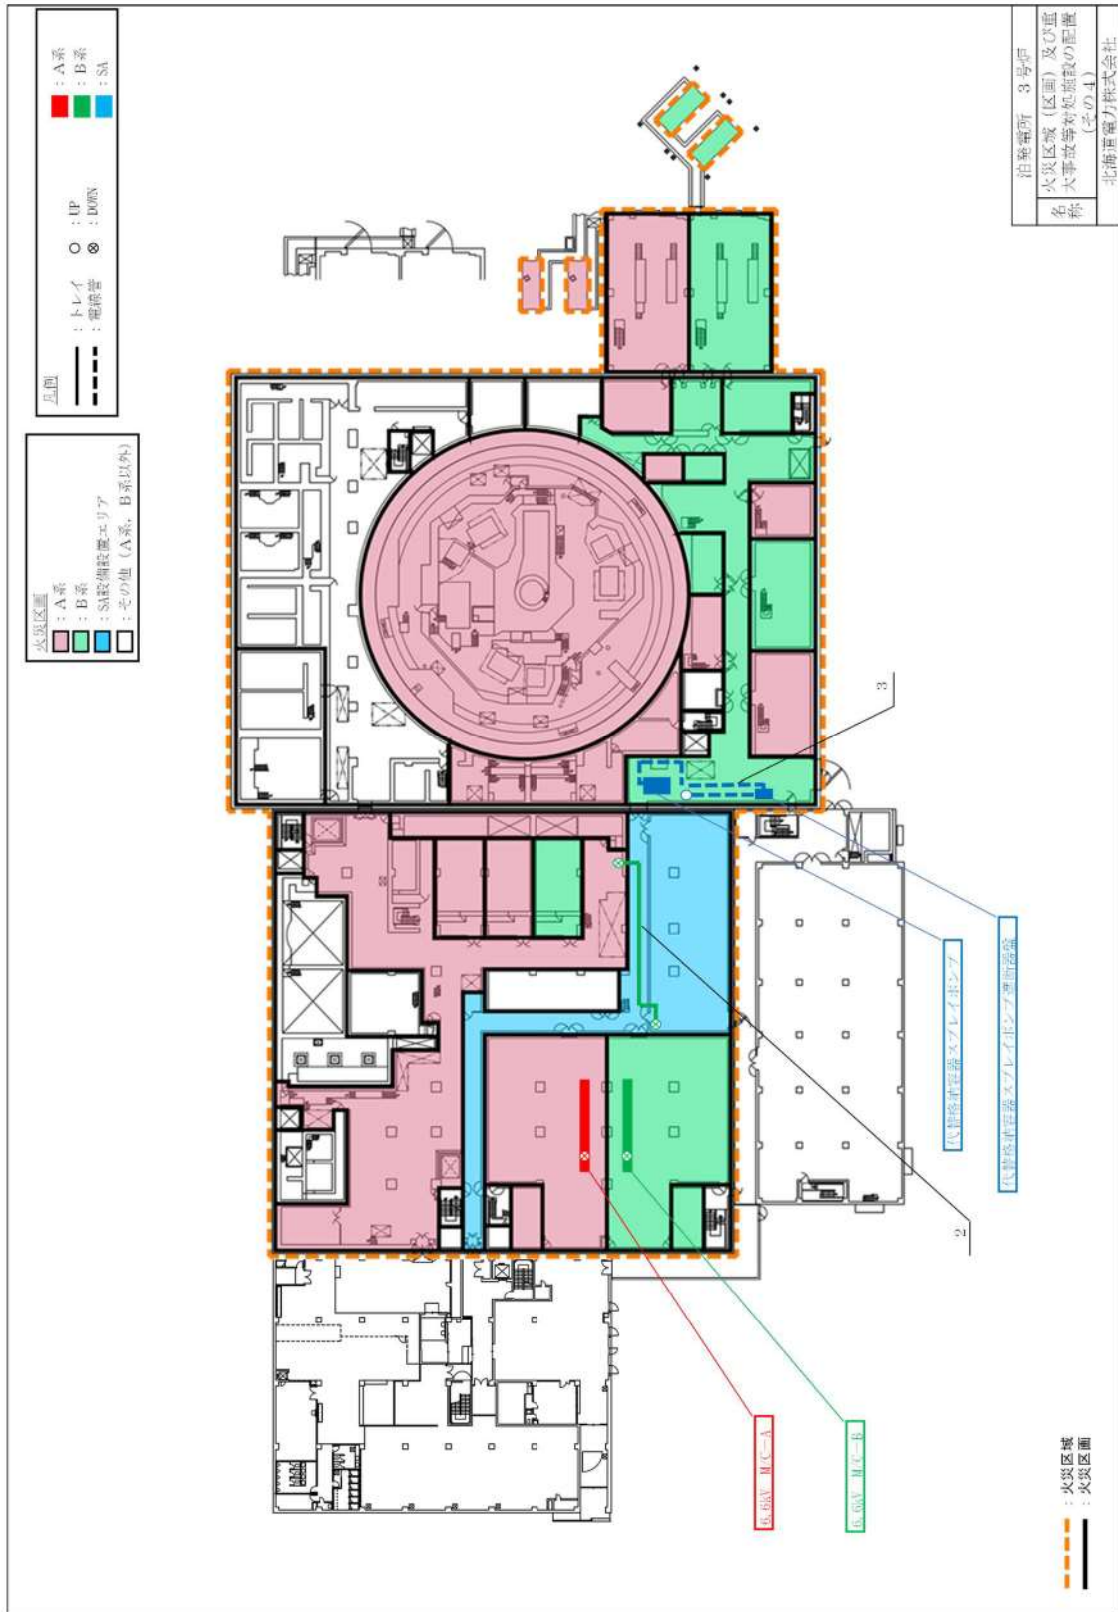 凡例
: トレイ
: 電線管
○ : UP
⊗ : DOWN
: A系
: B系
: SA
火災区画
: A系
: B系
: SA設備設置エリア
: その他（A系，B系以外）
3
2
代替格納容器スプレイポンプ
代替格納容器スプレイポンプ遮断器盤
6.6kV M/C-A
6.6kV M/C-B
: 火災区域
: 火災区画
泊発電所 3号炉
名称
火災区域（区画）及び重
大事故等対処施設の配置
（その4）
北海道電力株式会社